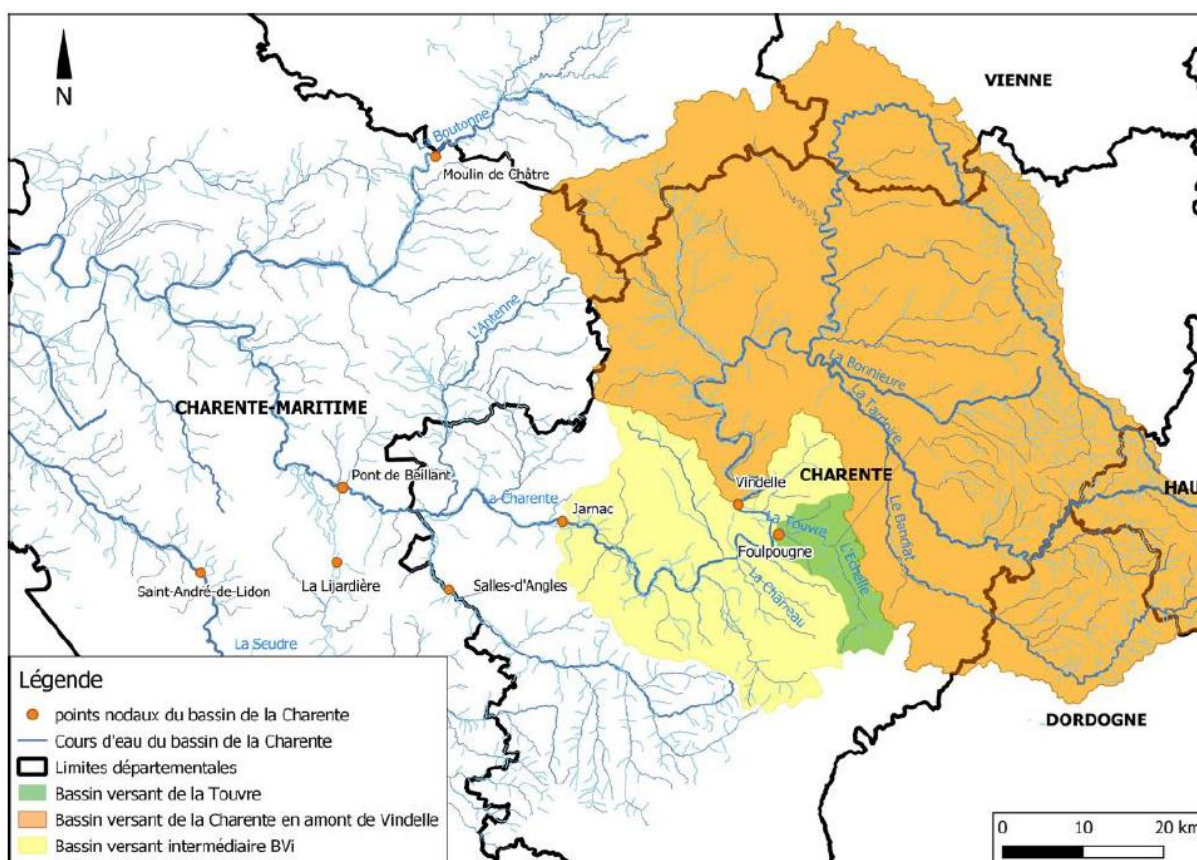 N
VIENNE
Boutonne
Moulin de Châtre
L'Antenne
La Bonnieure
La Tardoire
CHARENTE-MARITIME
Pont de Beillant
La Charente
Vindelle
CHARENTE
HAU
Jarnac
La Touvre
Le Bandiat
Foulpougne
L'Echelle
Saint-André-de-Lidon
La Lijardière
Salles-d'Angles
La Charreau
La Seudre
DORDOGNE
Légende
points nodaux du bassin de la Charente
Cours d'eau du bassin de la Charente
Limites départementales
Bassin versant de la Touvre
Bassin versant de la Charente en amont de Vindelle
Bassin versant intermédiaire BVi
0 10 20 km